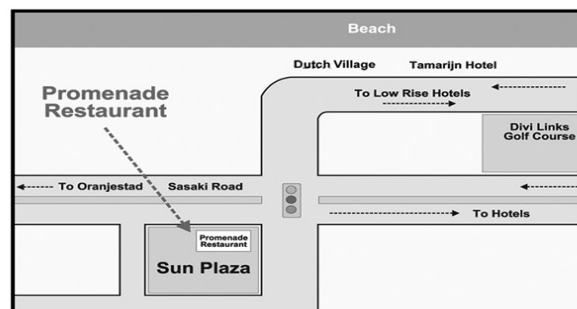 Beach
Dutch Village
Tamarijn Hotel
To Low Rise Hotels
Promenade
Restaurant
Divi Links
Golf Course
To Oranjestad
Sasaki Road
To Hotels
Promenade
Restaurant
Sun Plaza